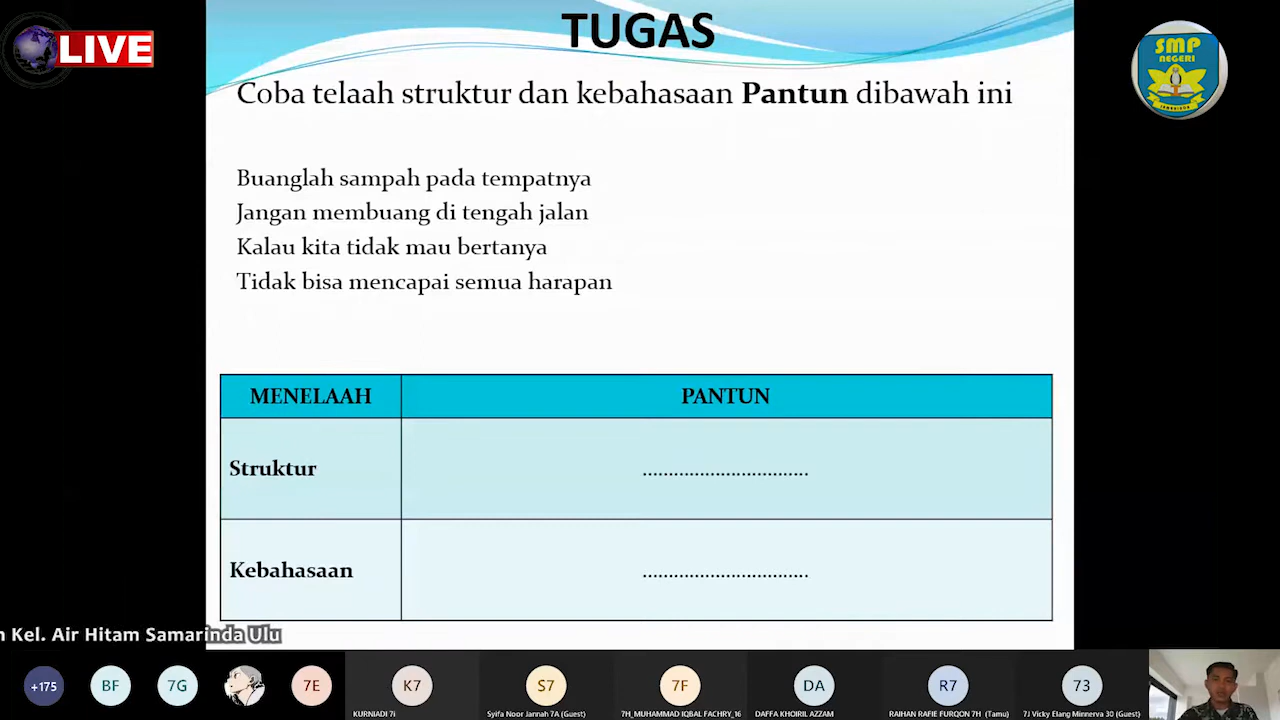 LIVE
TUGAS
SMP
NEGERI
Coba telaah struktur dan kebahasaan Pantun dibawah ini
Buanglah sampah pada tempatnya
Jangan membuang di tengah jalan
Kalau kita tidak mau bertanya
Tidak bisa mencapai semua harapan
MENELAAH
PANTUN
Struktur
................................
Kebahasaan
................................
Kel. Air Hitam Samarinda Ulu
+175
BF
7G
7E
K7
S7
7F
DA
R7
73
KURNIADI 7i
Syifa Noor Jannah 7A (Guest)
7H_MUHAMMAD IQBAL FACHRY_16
DAFFA KHOIRIL AZZAM
RAIHAN RAFIE FURQON 7H (Tamu)
7J Vicky Elang Minnerva 30 (Guest)